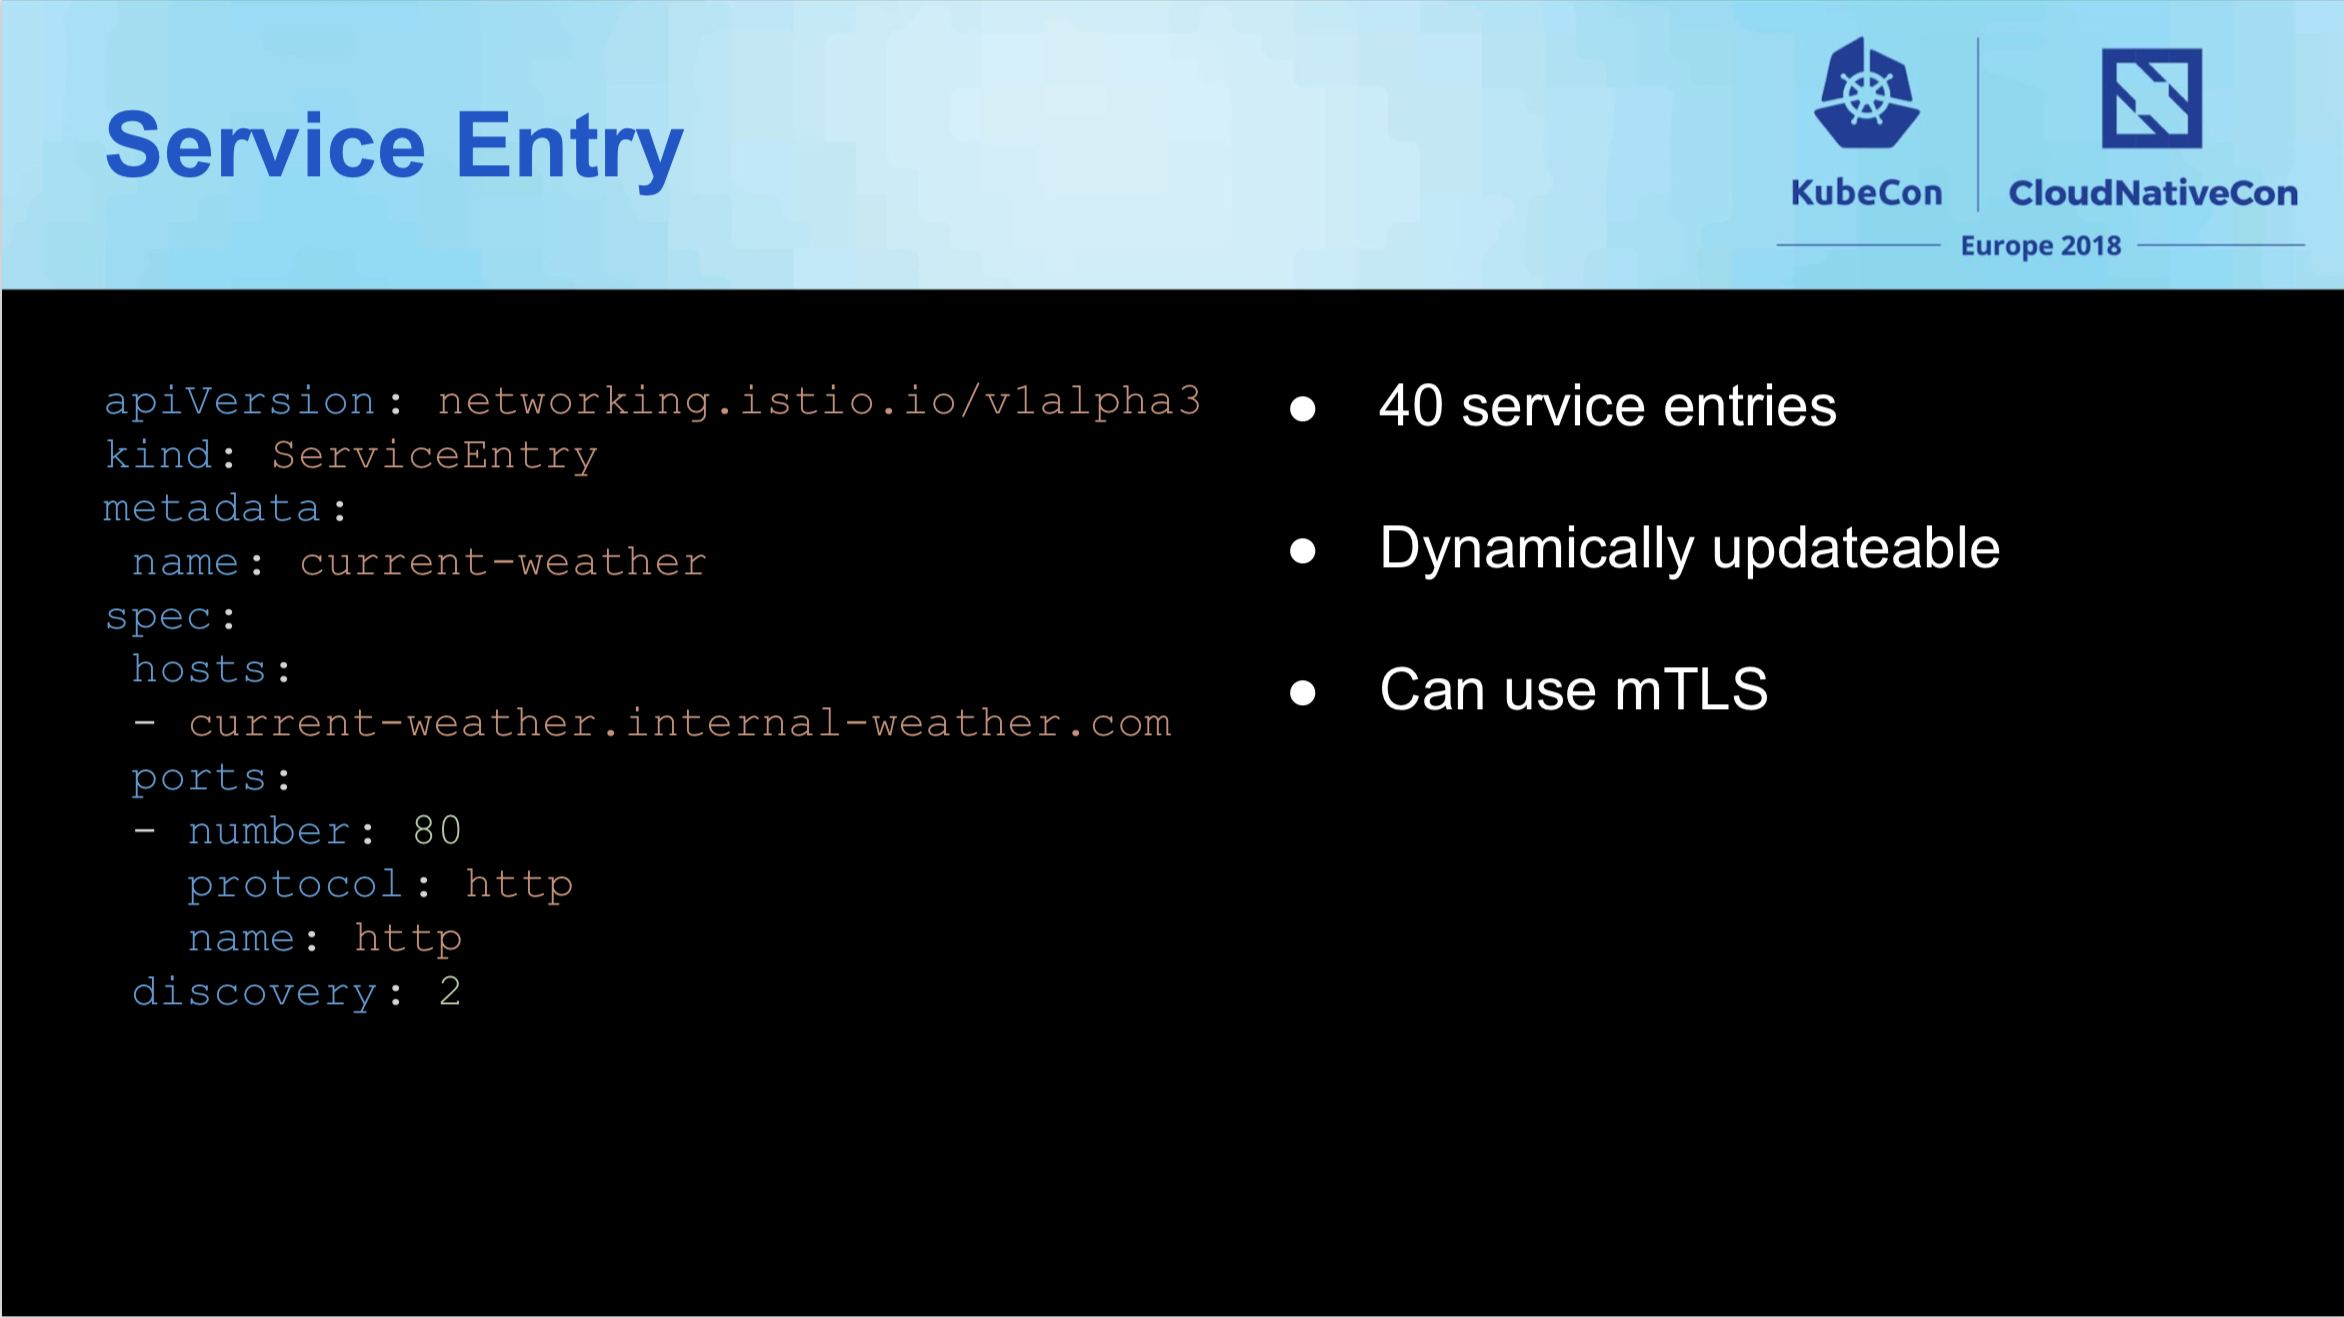 Service Entry
KubeCon
CloudNativeCon
Europe 2018
apiVersion: networking.istio.io/v1alpha3
kind: ServiceEntry
metadata:
 name: current-weather
spec:
 hosts:
 - current-weather.internal-weather.com
 ports:
 - number: 80
   protocol: http
   name: http
 discovery: 2
● 40 service entries
● Dynamically updateable
● Can use mTLS